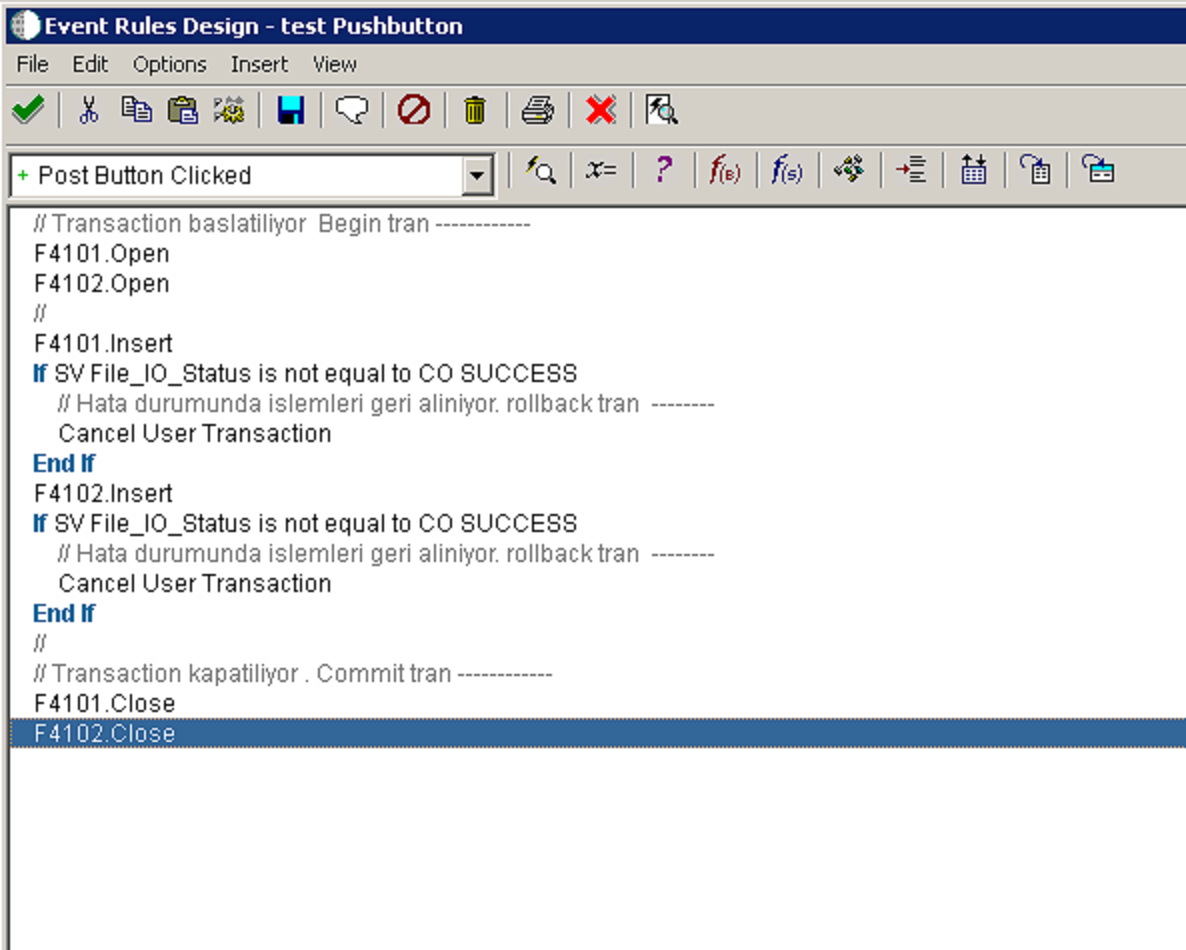 Event Rules Design - test Pushbutton
File Edit Options Insert View
+ Post Button Clicked
x= ? f(B) f(s)
// Transaction baslatiliyor  Begin tran ------------
F4101.Open
F4102.Open
//
F4101.Insert
If SV File_IO_Status is not equal to CO SUCCESS
// Hata durumunda islemleri geri aliniyor. rollback tran  --------
Cancel User Transaction
End If
F4102.Insert
If SV File_IO_Status is not equal to CO SUCCESS
// Hata durumunda islemleri geri aliniyor. rollback tran  --------
Cancel User Transaction
End If
//
// Transaction kapatiliyor . Commit tran ------------
F4101.Close
F4102.Close